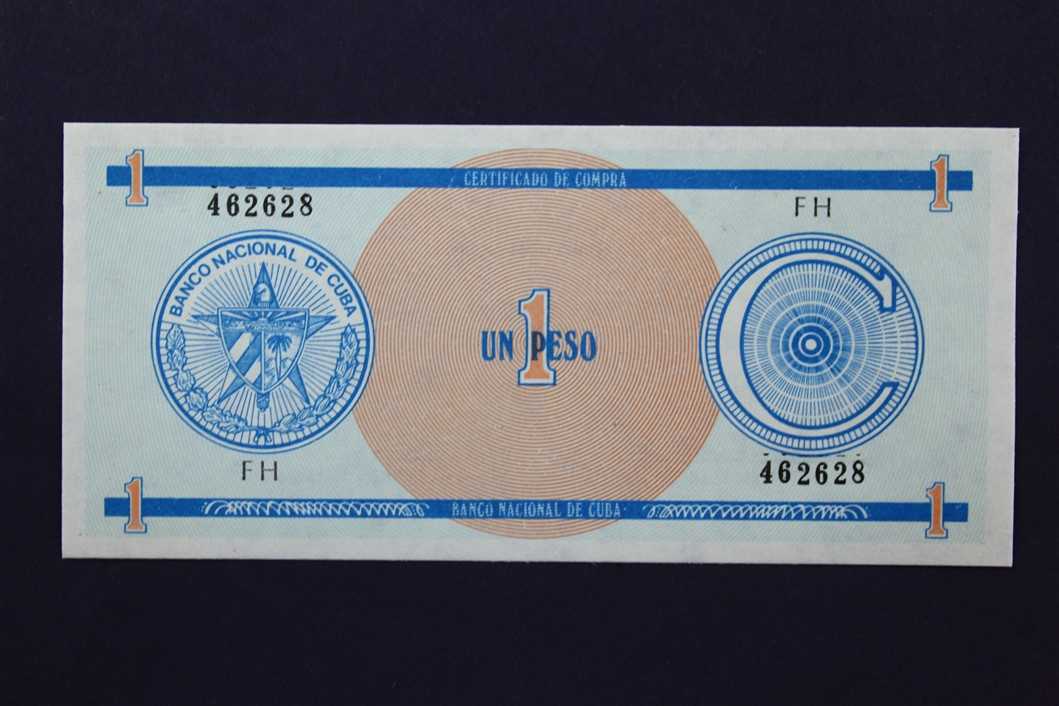 1 1
CERTIFICADO DE COMPRA
462628
FH
BANCO NACIONAL DE CUBA
C
1
UN PESO
FH
462628
1 1
BANCO NACIONAL DE CUBA